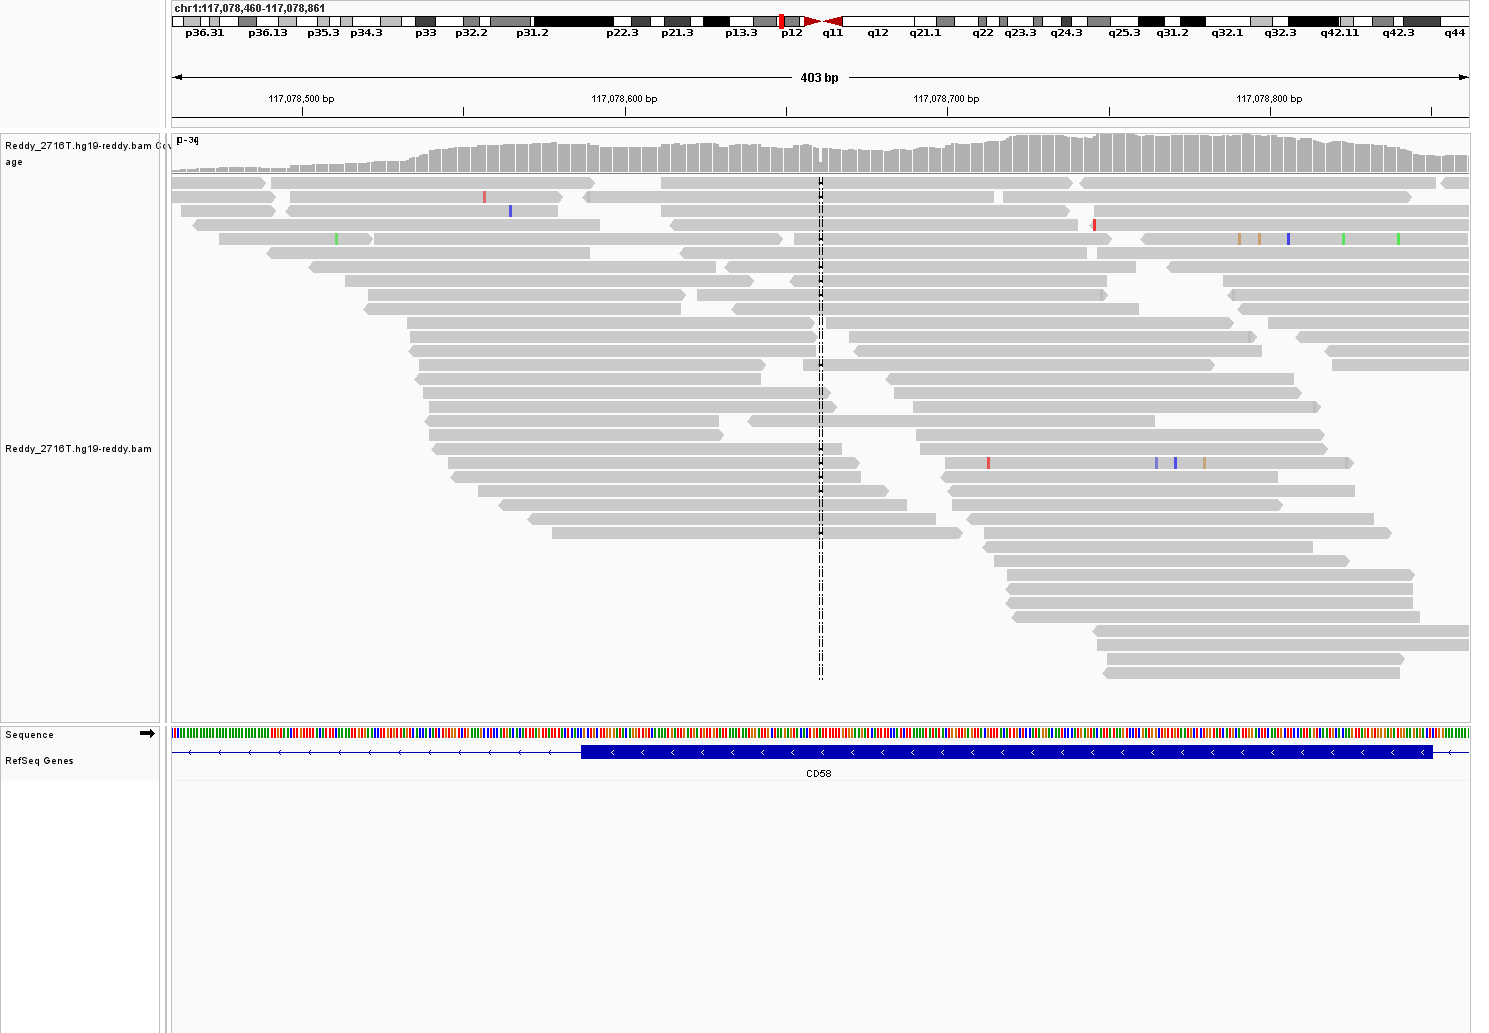 chr1:117,078,460-117,078,861
p36.31 p36.13 p35.3 p34.3 p33 p32.2 p31.2 p22.3 p21.3 p13.3 p12 q11 q12 q21.1 q22 q23.3 q24.3 q25.3 q31.2 q32.1 q32.3 q42.11 q42.3 q44
403 bp
117,078,500 bp 117,078,600 bp 117,078,700 bp 117,078,800 bp
Reddy_2716T.hg19-reddy.bam Cov
age
[0-34]
Reddy_2716T.hg19-reddy.bam
Sequence
RefSeq Genes
CD58